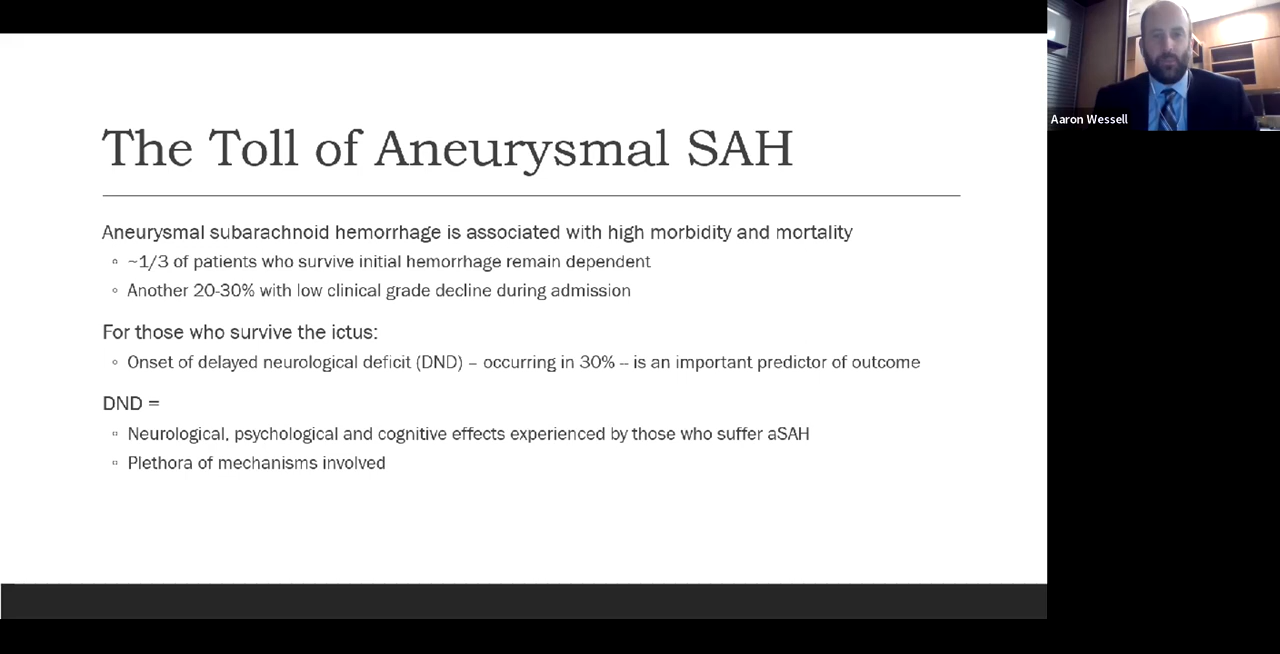 The Toll of Aneurysmal SAH
Aneurysmal subarachnoid hemorrhage is associated with high morbidity and mortality
▫ ~1/3 of patients who survive initial hemorrhage remain dependent
▫ Another 20-30% with low clinical grade decline during admission
For those who survive the ictus:
▫ Onset of delayed neurological deficit (DND) – occurring in 30% -- is an important predictor of outcome
DND =
▫ Neurological, psychological and cognitive effects experienced by those who suffer aSAH
▫ Plethora of mechanisms involved
Aaron Wessell